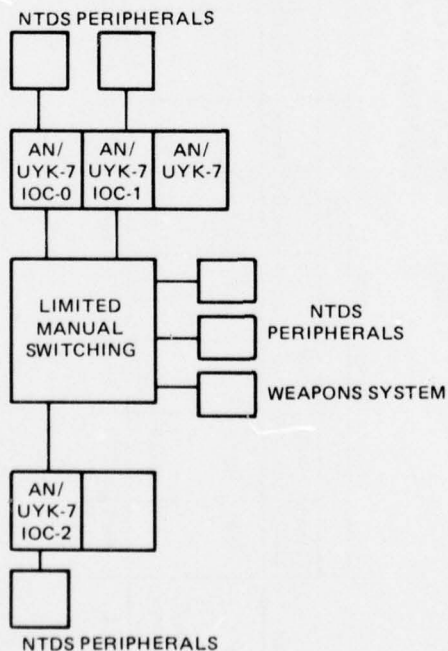 NTDS PERIPHERALS
AN/
UYK-7
IOC-0
AN/
UYK-7
IOC-1
AN/
UYK-7
LIMITED
MANUAL
SWITCHING
NTDS
PERIPHERALS
WEAPONS SYSTEM
AN/
UYK-7
IOC-2
NTDS PERIPHERALS